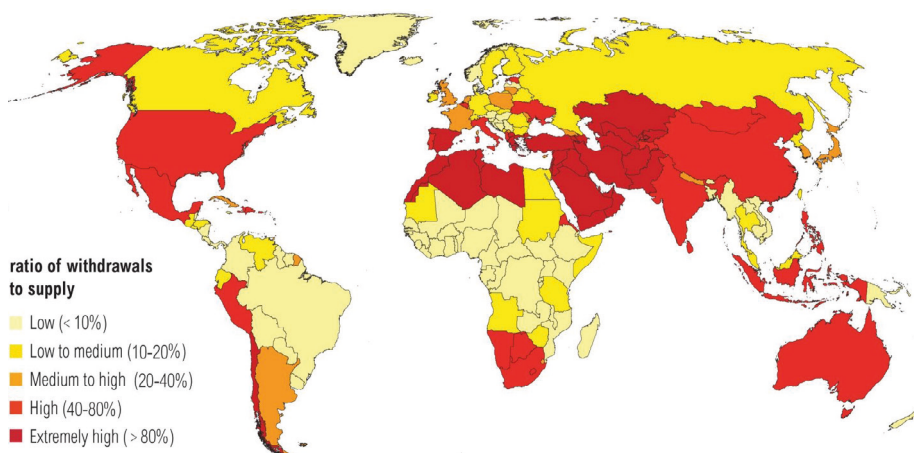 ratio of withdrawals
to supply
Low (< 10%)
Low to medium (10-20%)
Medium to high (20-40%)
High (40-80%)
Extremely high (> 80%)